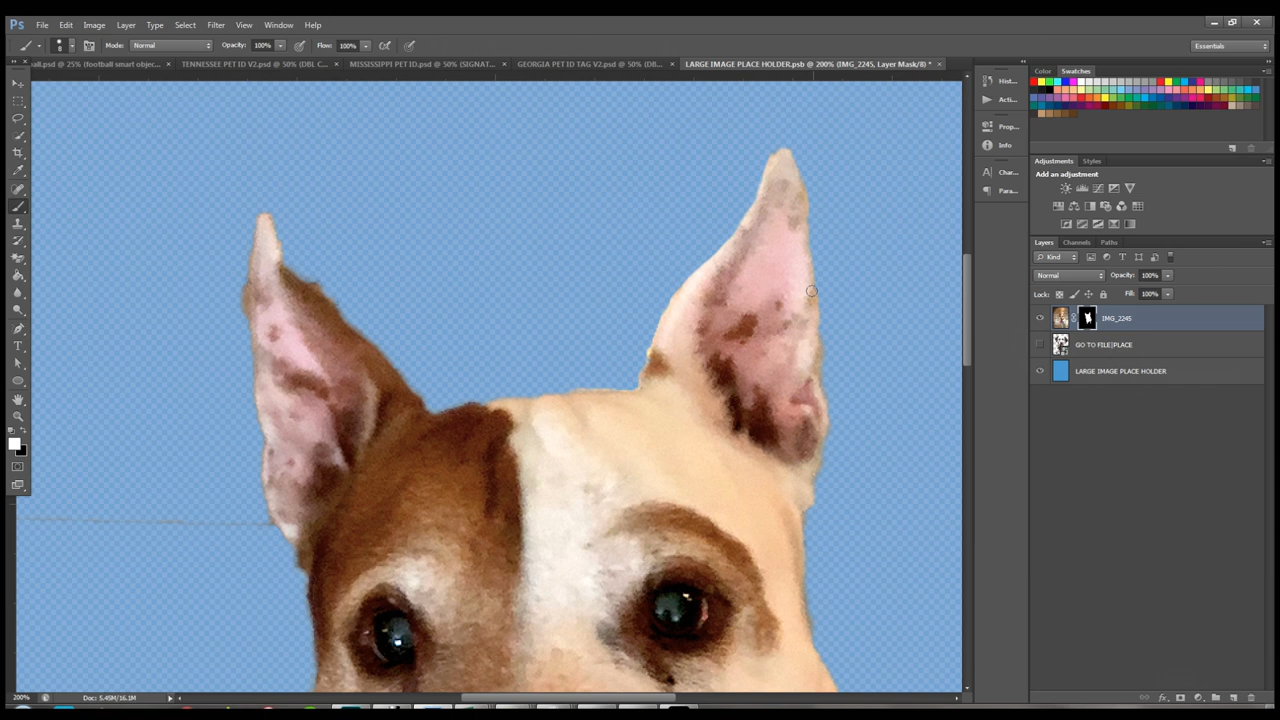 Ps File Edit Image Layer Type Select Filter View Window Help
8 Mode: Normal Opacity: 100% Flow: 100% Essentials
ball.psd @ 25% (football smart objec... × TENNESSEE PET ID V2.psd @ 50% (DBL C... × MISSISSIPPI PET ID.psd @ 50% (SIGNAT... × GEORGIA PET ID TAG V2.psd @ 50% (DB... × LARGE IMAGE PLACE HOLDER.psb @ 200% (IMG_2245, Layer Mask/8) * ×
Hist...
Acti...
Prop...
Info
Char...
Para...
Color Swatches
Adjustments Styles
Add an adjustment
Layers Channels Paths
Kind
Normal Opacity: 100%
Lock: Fill: 100%
IMG_2245
GO TO FILE|PLACE
LARGE IMAGE PLACE HOLDER
fx
200% Doc: 5.45M/16.1M